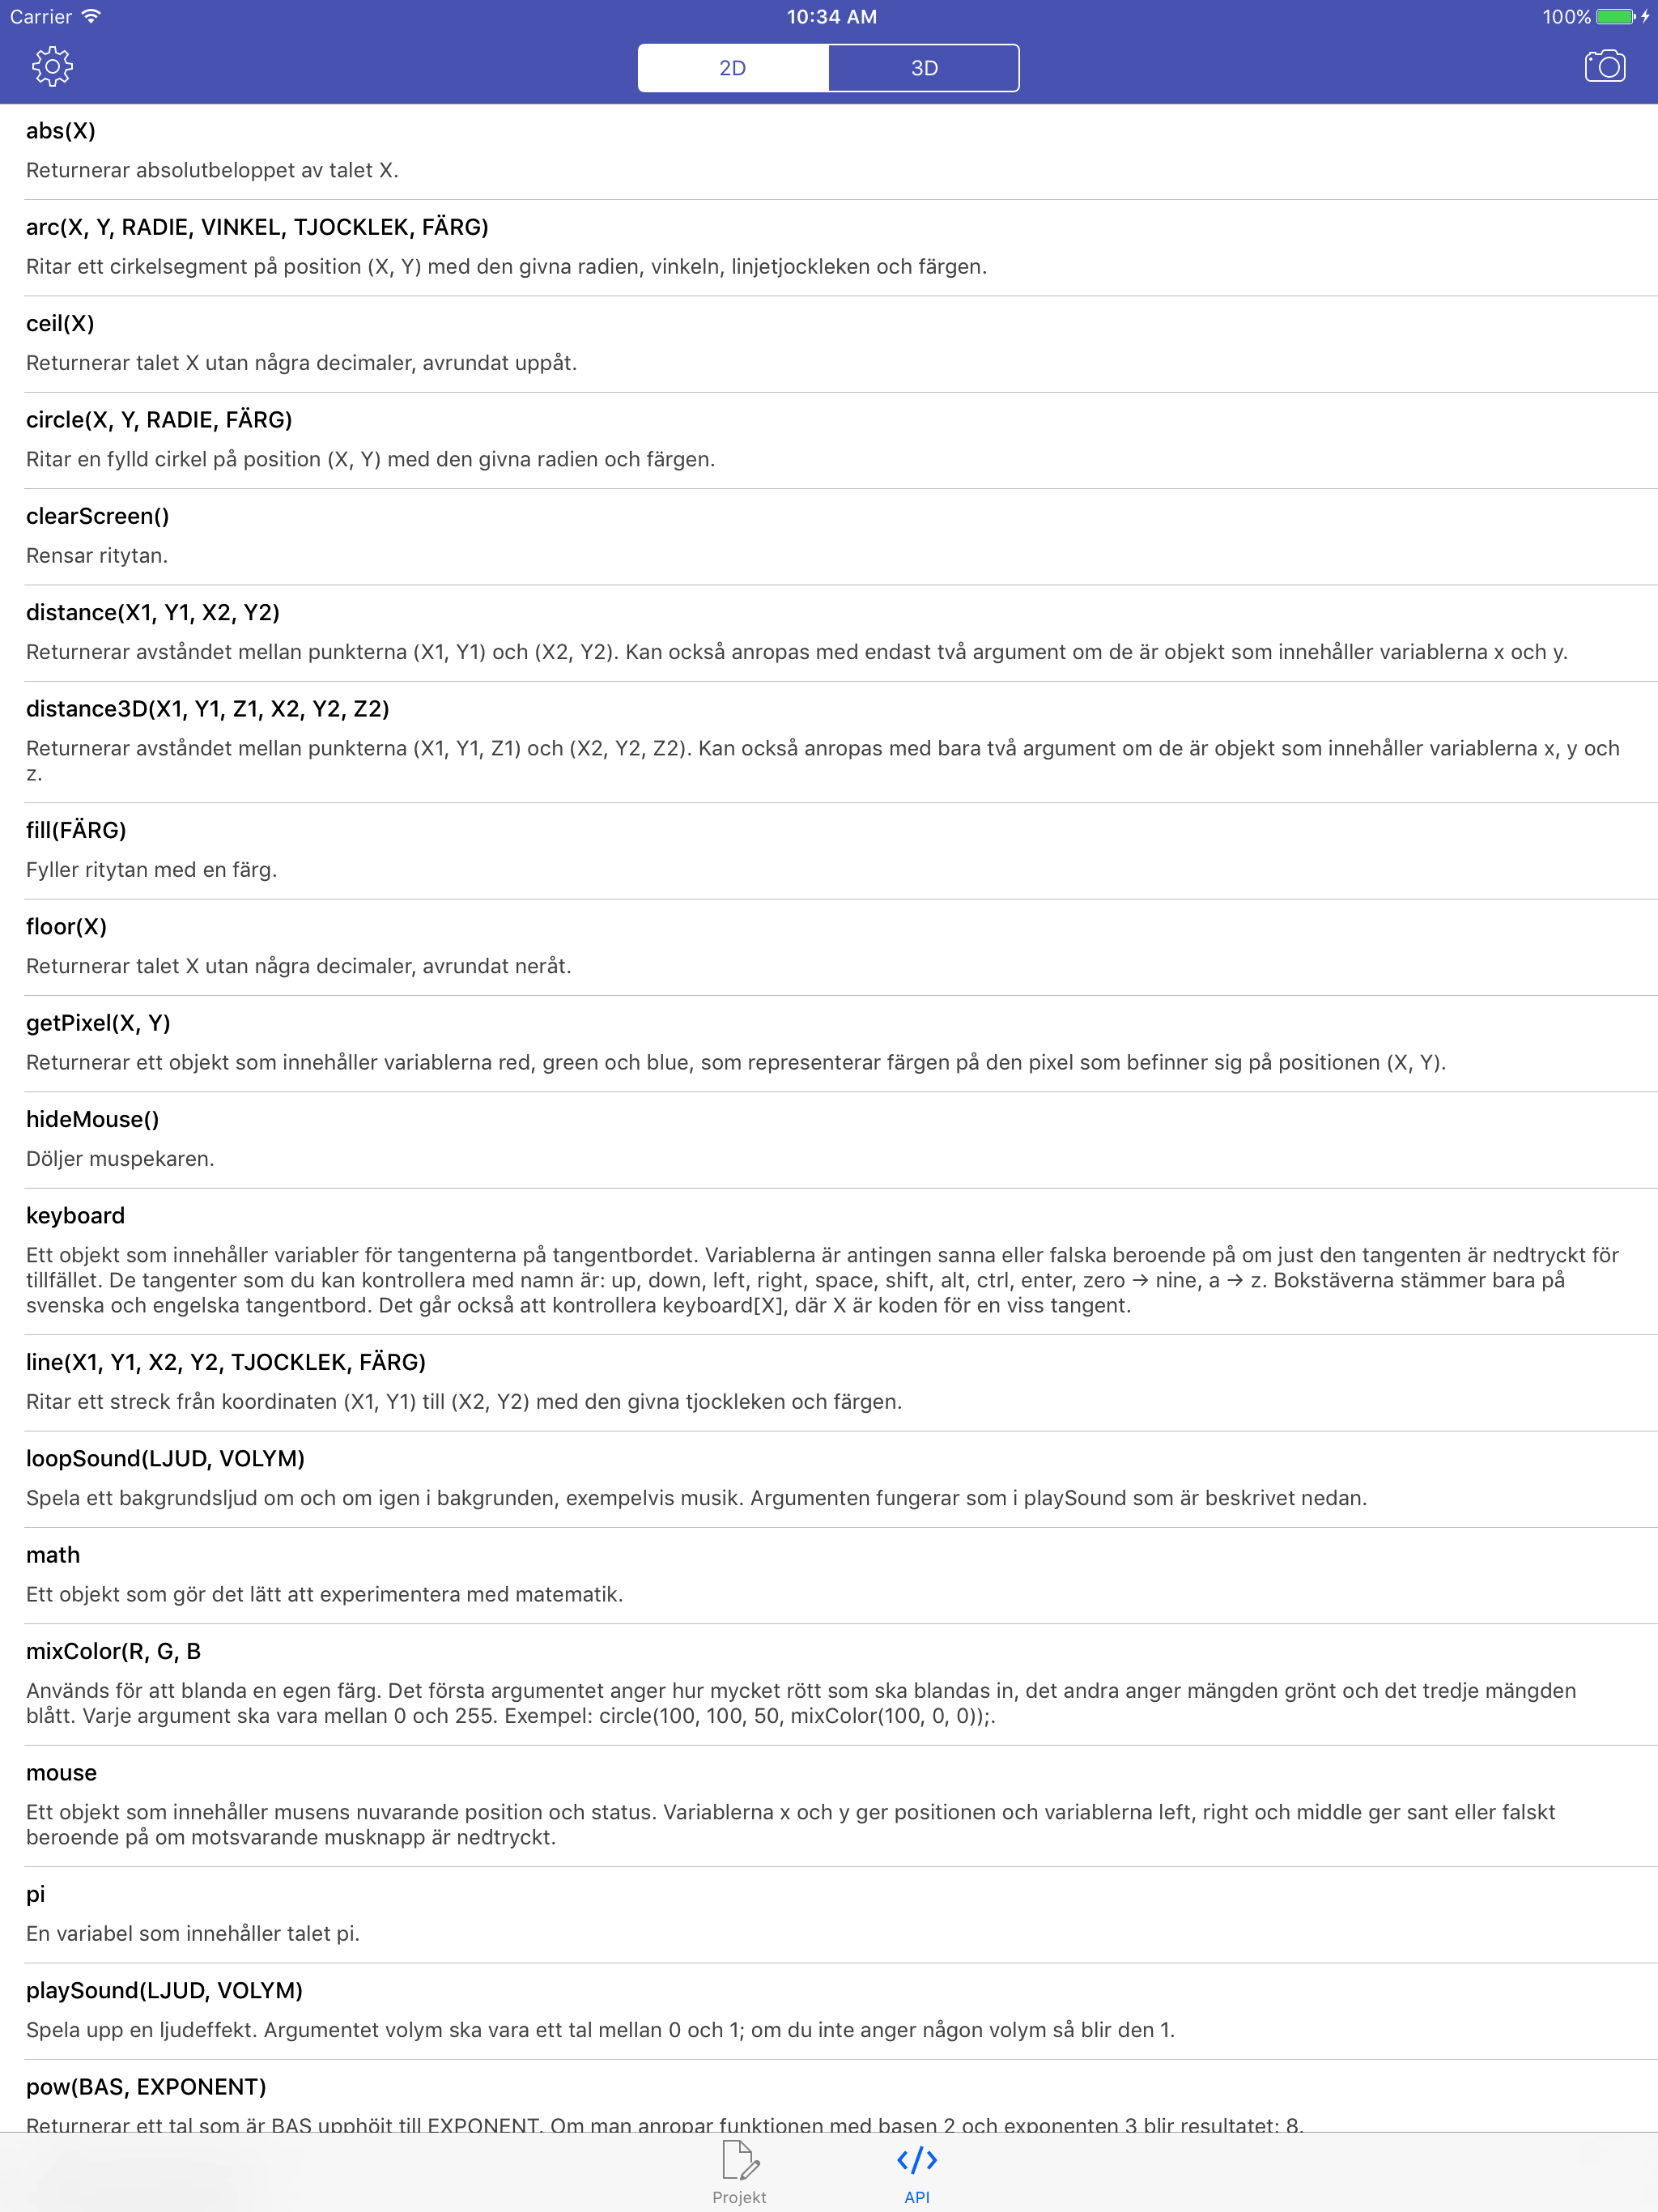 Carrier 10:34 AM 100%
2D 3D
abs(X)
Returnerar absolutbeloppet av talet X.
arc(X, Y, RADIE, VINKEL, TJOCKLEK, FÄRG)
Ritar ett cirkelsegment på position (X, Y) med den givna radien, vinkeln, linjetjockleken och färgen.
ceil(X)
Returnerar talet X utan några decimaler, avrundat uppåt.
circle(X, Y, RADIE, FÄRG)
Ritar en fylld cirkel på position (X, Y) med den givna radien och färgen.
clearScreen()
Rensar ritytan.
distance(X1, Y1, X2, Y2)
Returnerar avståndet mellan punkterna (X1, Y1) och (X2, Y2). Kan också anropas med endast två argument om de är objekt som innehåller variablerna x och y.
distance3D(X1, Y1, Z1, X2, Y2, Z2)
Returnerar avståndet mellan punkterna (X1, Y1, Z1) och (X2, Y2, Z2). Kan också anropas med bara två argument om de är objekt som innehåller variablerna x, y och
z.
fill(FÄRG)
Fyller ritytan med en färg.
floor(X)
Returnerar talet X utan några decimaler, avrundat neråt.
getPixel(X, Y)
Returnerar ett objekt som innehåller variablerna red, green och blue, som representerar färgen på den pixel som befinner sig på positionen (X, Y).
hideMouse()
Döljer muspekaren.
keyboard
Ett objekt som innehåller variabler för tangenterna på tangentbordet. Variablerna är antingen sanna eller falska beroende på om just den tangenten är nedtryckt för
tillfället. De tangenter som du kan kontrollera med namn är: up, down, left, right, space, shift, alt, ctrl, enter, zero → nine, a → z. Bokstäverna stämmer bara på
svenska och engelska tangentbord. Det går också att kontrollera keyboard[X], där X är koden för en viss tangent.
line(X1, Y1, X2, Y2, TJOCKLEK, FÄRG)
Ritar ett streck från koordinaten (X1, Y1) till (X2, Y2) med den givna tjockleken och färgen.
loopSound(LJUD, VOLYM)
Spela ett bakgrundsljud om och om igen i bakgrunden, exempelvis musik. Argumenten fungerar som i playSound som är beskrivet nedan.
math
Ett objekt som gör det lätt att experimentera med matematik.
mixColor(R, G, B
Används för att blanda en egen färg. Det första argumentet anger hur mycket rött som ska blandas in, det andra anger mängden grönt och det tredje mängden
blått. Varje argument ska vara mellan 0 och 255. Exempel: circle(100, 100, 50, mixColor(100, 0, 0));.
mouse
Ett objekt som innehåller musens nuvarande position och status. Variablerna x och y ger positionen och variablerna left, right och middle ger sant eller falskt
beroende på om motsvarande musknapp är nedtryckt.
pi
En variabel som innehåller talet pi.
playSound(LJUD, VOLYM)
Spela upp en ljudeffekt. Argumentet volym ska vara ett tal mellan 0 och 1; om du inte anger någon volym så blir den 1.
pow(BAS, EXPONENT)
Returnerar ett tal som är BAS upphöjt till EXPONENT. Om man anropar funktionen med basen 2 och exponenten 3 blir resultatet: 8.
Projekt API